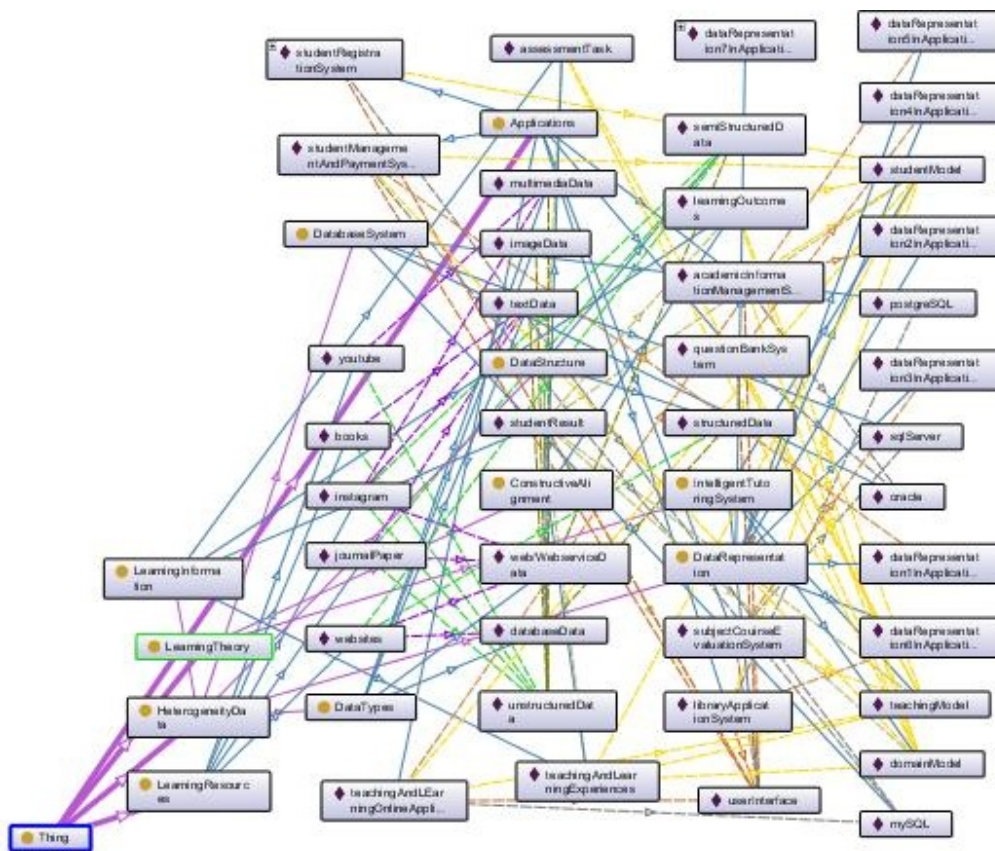 studentRegistra
tionSystem
assessmentTask
dataRepresentat
ion7InApplicati...
dataRepresentat
ion5InApplicati...
dataRepresentat
ion4InApplicati...
Applications
semiStructuredD
ata
studentManageme
ntAndPaymentSys...
studentModel
multimediaData
learningOutcome
s
DatabaseSystem
imageData
dataRepresentat
ion2InApplicati...
academicInforma
tionManagementS...
textData
postgreSQL
youtube
DataStructure
questionBankSys
tem
dataRepresentat
ion3InApplicati...
books
studentResult
structuredData
sqlServer
instagram
ConstructiveAli
gnment
IntelligentTuto
ringSystem
oracle
journalPaper
web/WebserviceD
ata
DataRepresentat
ion
dataRepresentat
ion1InApplicati...
LearningInforma
tion
LearningTheory
websites
databaseData
subjectCourseE
valuationSystem
dataRepresentat
ion6InApplicati...
HeterogeneityDa
ta
DataTypes
unstructuredDat
a
libraryApplicat
ionSystem
teachingModel
LearningResourc
es
teachingAndLEar
ningOnlineAppli...
teachingAndLear
ningExperiences
userInterface
domainModel
mySQL
Thing